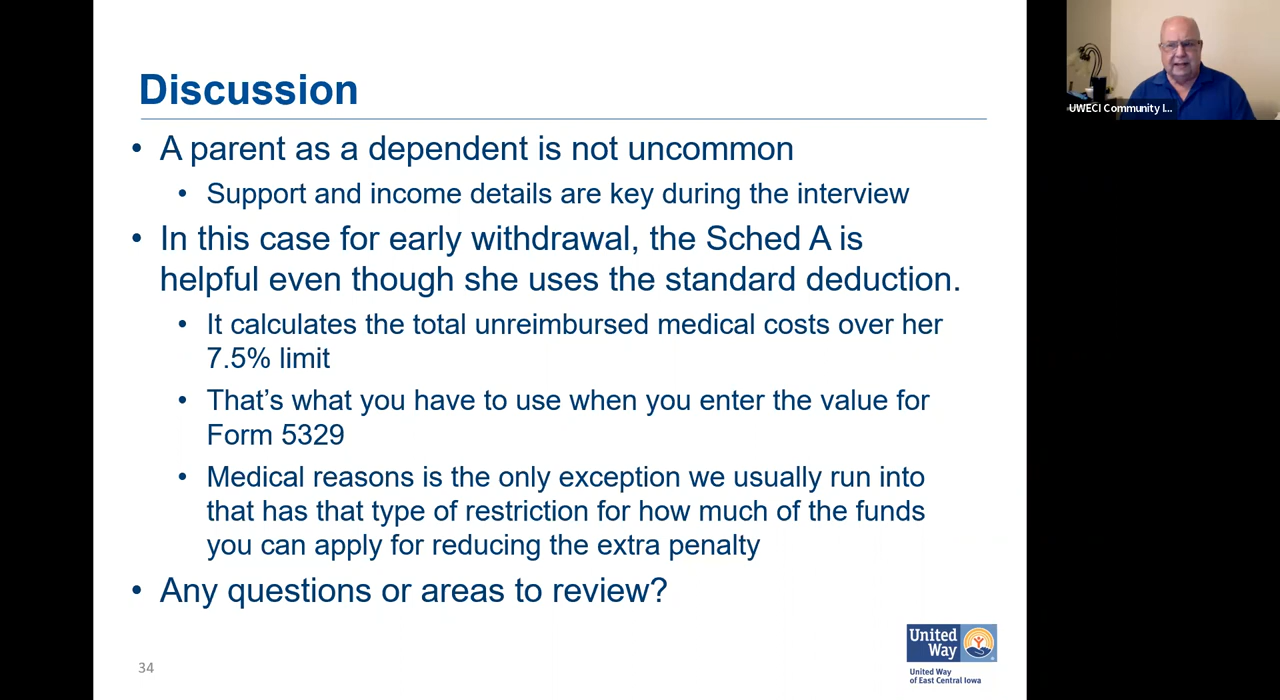 Discussion
• A parent as a dependent is not uncommon
• Support and income details are key during the interview
• In this case for early withdrawal, the Sched A is
helpful even though she uses the standard deduction.
• It calculates the total unreimbursed medical costs over her
7.5% limit
• That’s what you have to use when you enter the value for
Form 5329
• Medical reasons is the only exception we usually run into
that has that type of restriction for how much of the funds
you can apply for reducing the extra penalty
• Any questions or areas to review?
34
United
Way
United Way
of East Central Iowa
UWECI Community I...